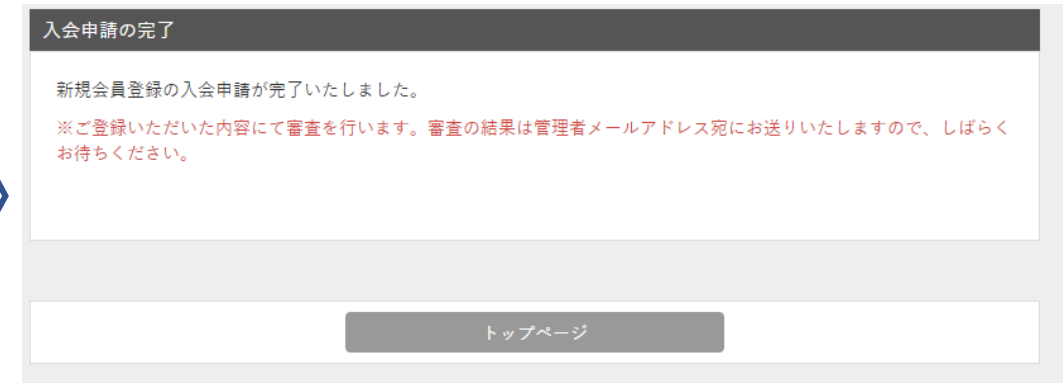 入会申請の完了
新規会員登録の入会申請が完了いたしました。
※ご登録いただいた内容にて審査を行います。審査の結果は管理者メールアドレス宛にお送りいたしますので、しばらく
お待ちください。
トップページ